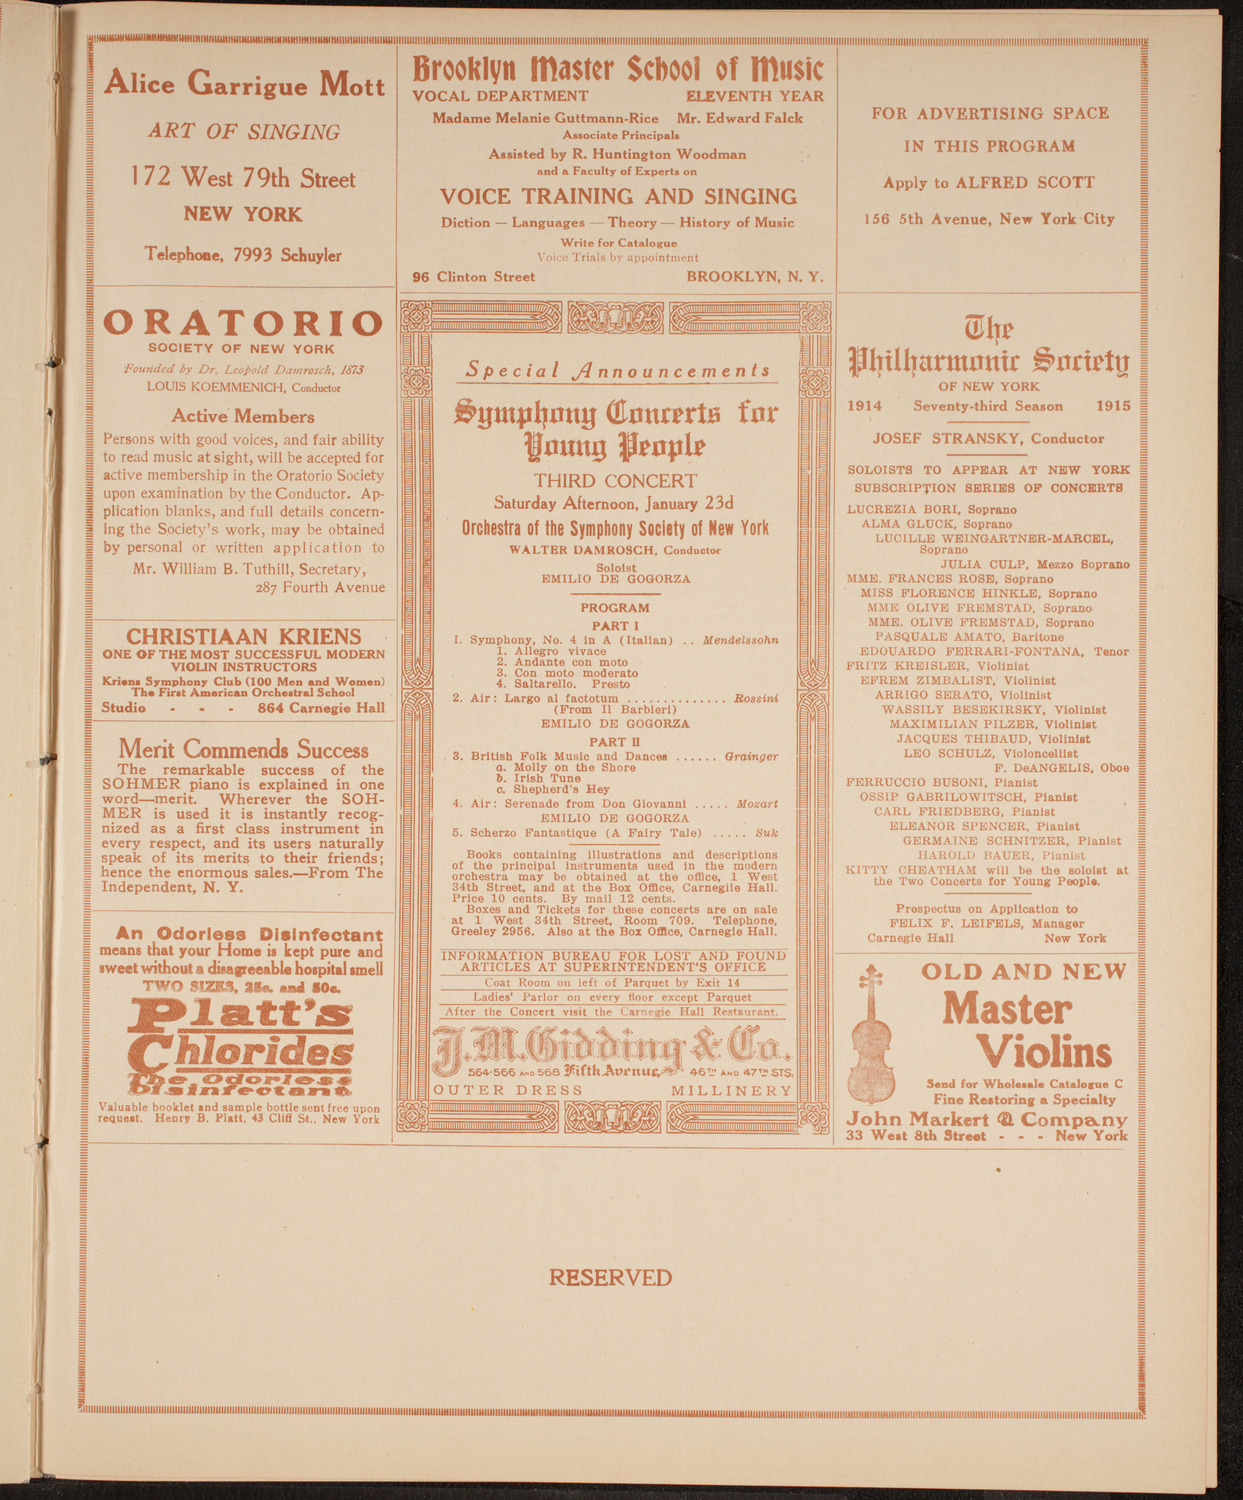 Alice Garrigue Mott
ART OF SINGING
172 West 79th Street
NEW YORK
Telephone, 7993 Schuyler
ORATORIO
SOCIETY OF NEW YORK
Founded by Dr. Leopold Damrosch, 1873
LOUIS KOEMMENICH, Conductor
Active Members
Persons with good voices, and fair ability
to read music at sight, will be accepted for
active membership in the Oratorio Society
upon examination by the Conductor. Ap-
plication blanks, and full details concern-
ing the Society's work, may be obtained
by personal or written application to
Mr. William B. Tuthill, Secretary,
287 Fourth Avenue
CHRISTIAAN KRIENS
ONE OF THE MOST SUCCESSFUL MODERN
VIOLIN INSTRUCTORS
Kriens Symphony Club (100 Men and Women)
The First American Orchestral School
Studio - - - 864 Carnegie Hall
Merit Commends Success
The remarkable success of the
SOHMER piano is explained in one
word—merit. Wherever the SOH-
MER is used it is instantly recog-
nized as a first class instrument in
every respect, and its users naturally
speak of its merits to their friends;
hence the enormous sales.—From The
Independent, N. Y.
An Odorless Disinfectant
means that your Home is kept pure and
sweet without a disagreeable hospital smell
TWO SIZES, 25c. and 50c.
Platt's
Chlorides
The Odorless
Disinfectant
Valuable booklet and sample bottle sent free upon
request. Henry B. Platt, 43 Cliff St., New York
Brooklyn Master School of Music
VOCAL DEPARTMENT ELEVENTH YEAR
Madame Melanie Guttmann-Rice Mr. Edward Falck
Associate Principals
Assisted by R. Huntington Woodman
and a Faculty of Experts on
VOICE TRAINING AND SINGING
Diction — Languages — Theory — History of Music
Write for Catalogue
Voice Trials by appointment
96 Clinton Street BROOKLYN, N. Y.
Special Announcements
Symphony Concerts for
Young People
THIRD CONCERT
Saturday Afternoon, January 23d
Orchestra of the Symphony Society of New York
WALTER DAMROSCH, Conductor
Soloist
EMILIO DE GOGORZA
PROGRAM
PART I
1. Symphony, No. 4 in A (Italian) .. Mendelssohn
1. Allegro vivace
2. Andante con moto
3. Con moto moderato
4. Saltarello. Presto
2. Air: Largo al factotum .............. Rossini
(From Il Barbieri)
EMILIO DE GOGORZA
PART II
3. British Folk Music and Dances ...... Grainger
a. Molly on the Shore
b. Irish Tune
c. Shepherd's Hey
4. Air: Serenade from Don Giovanni ..... Mozart
EMILIO DE GOGORZA
5. Scherzo Fantastique (A Fairy Tale) ..... Suk
Books containing illustrations and descriptions
of the principal instruments used in the modern
orchestra may be obtained at the office, 1 West
34th Street, and at the Box Office, Carnegie Hall.
Price 10 cents. By mail 12 cents.
Boxes and Tickets for these concerts are on sale
at 1 West 34th Street, Room 709. Telephone,
Greeley 2956. Also at the Box Office, Carnegie Hall.
INFORMATION BUREAU FOR LOST AND FOUND
ARTICLES AT SUPERINTENDENT'S OFFICE
Coat Room on left of Parquet by Exit 14
Ladies' Parlor on every floor except Parquet
After the Concert visit the Carnegie Hall Restaurant.
J.M. Gidding & Co.
564-566 AND 568 Fifth Avenue, 46TH AND 47TH STS.
OUTER DRESS MILLINERY
FOR ADVERTISING SPACE
IN THIS PROGRAM
Apply to ALFRED SCOTT
156 5th Avenue, New York City
The
Philharmonic Society
OF NEW YORK
1914 Seventy-third Season 1915
JOSEF STRANSKY, Conductor
SOLOISTS TO APPEAR AT NEW YORK
SUBSCRIPTION SERIES OF CONCERTS
LUCREZIA BORI, Soprano
ALMA GLUCK, Soprano
LUCILLE WEINGARTNER-MARCEL,
Soprano
JULIA CULP, Mezzo Soprano
MME. FRANCES ROSE, Soprano
MISS FLORENCE HINKLE, Soprano
MME OLIVE FREMSTAD, Soprano
MME. OLIVE FREMSTAD, Soprano
PASQUALE AMATO, Baritone
EDOUARDO FERRARI-FONTANA, Tenor
FRITZ KREISLER, Violinist
EFREM ZIMBALIST, Violinist
ARRIGO SERATO, Violinist
WASSILY BESEKIRSKY, Violinist
MAXIMILIAN PILZER, Violinist
JACQUES THIBAUD, Violinist
LEO SCHULZ, Violoncellist
F. DeANGELIS, Oboe
FERRUCCIO BUSONI, Pianist
OSSIP GABRILOWITSCH, Pianist
CARL FRIEDBERG, Pianist
ELEANOR SPENCER, Pianist
GERMAINE SCHNITZER, Pianist
HAROLD BAUER, Pianist
KITTY CHEATHAM will be the soloist at
the Two Concerts for Young People.
Prospectus on Application to
FELIX F. LEIFELS, Manager
Carnegie Hall New York
OLD AND NEW
Master
Violins
Send for Wholesale Catalogue C
Fine Restoring a Specialty
John Markert & Company
33 West 8th Street - - - New York
RESERVED